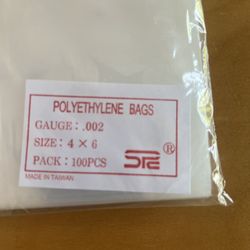 POLYETHYLENE BAGS
GAUGE: .002
SIZE: 4 × 6
PACK: 100PCS
®
MADE IN TAIWAN